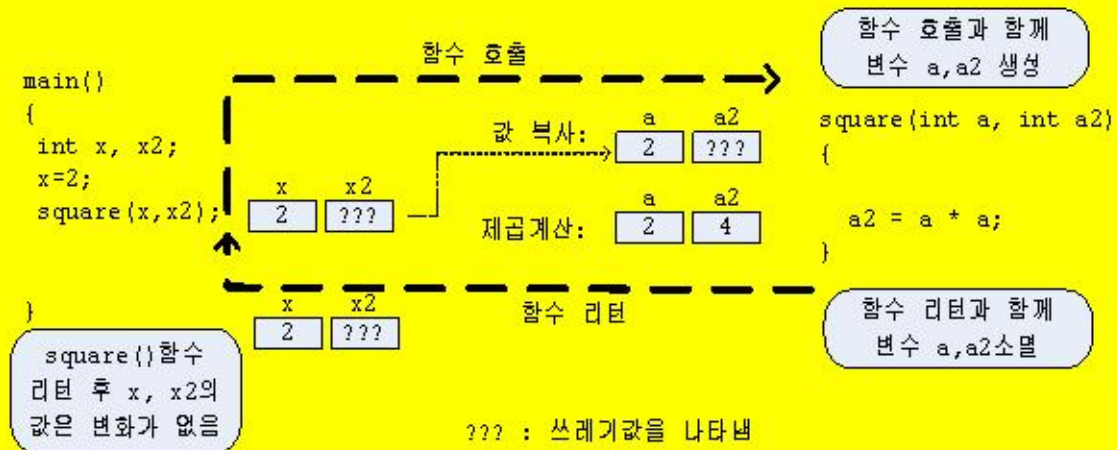 main()
{
int x, x2;
x=2;
square(x,x2);
}
함수 호출
함수 호출과 함께
변수 a,a2 생성
값 복사:
a a2
2 ???
x x2
2 ???
제곱계산:
a a2
2 4
square(int a, int a2)
{
a2 = a * a;
}
함수 리턴
x x2
2 ???
함수 리턴과 함께
변수 a,a2소멸
square()함수
리턴 후 x, x2의
값은 변화가 없음
??? : 쓰레기값을 나타냄